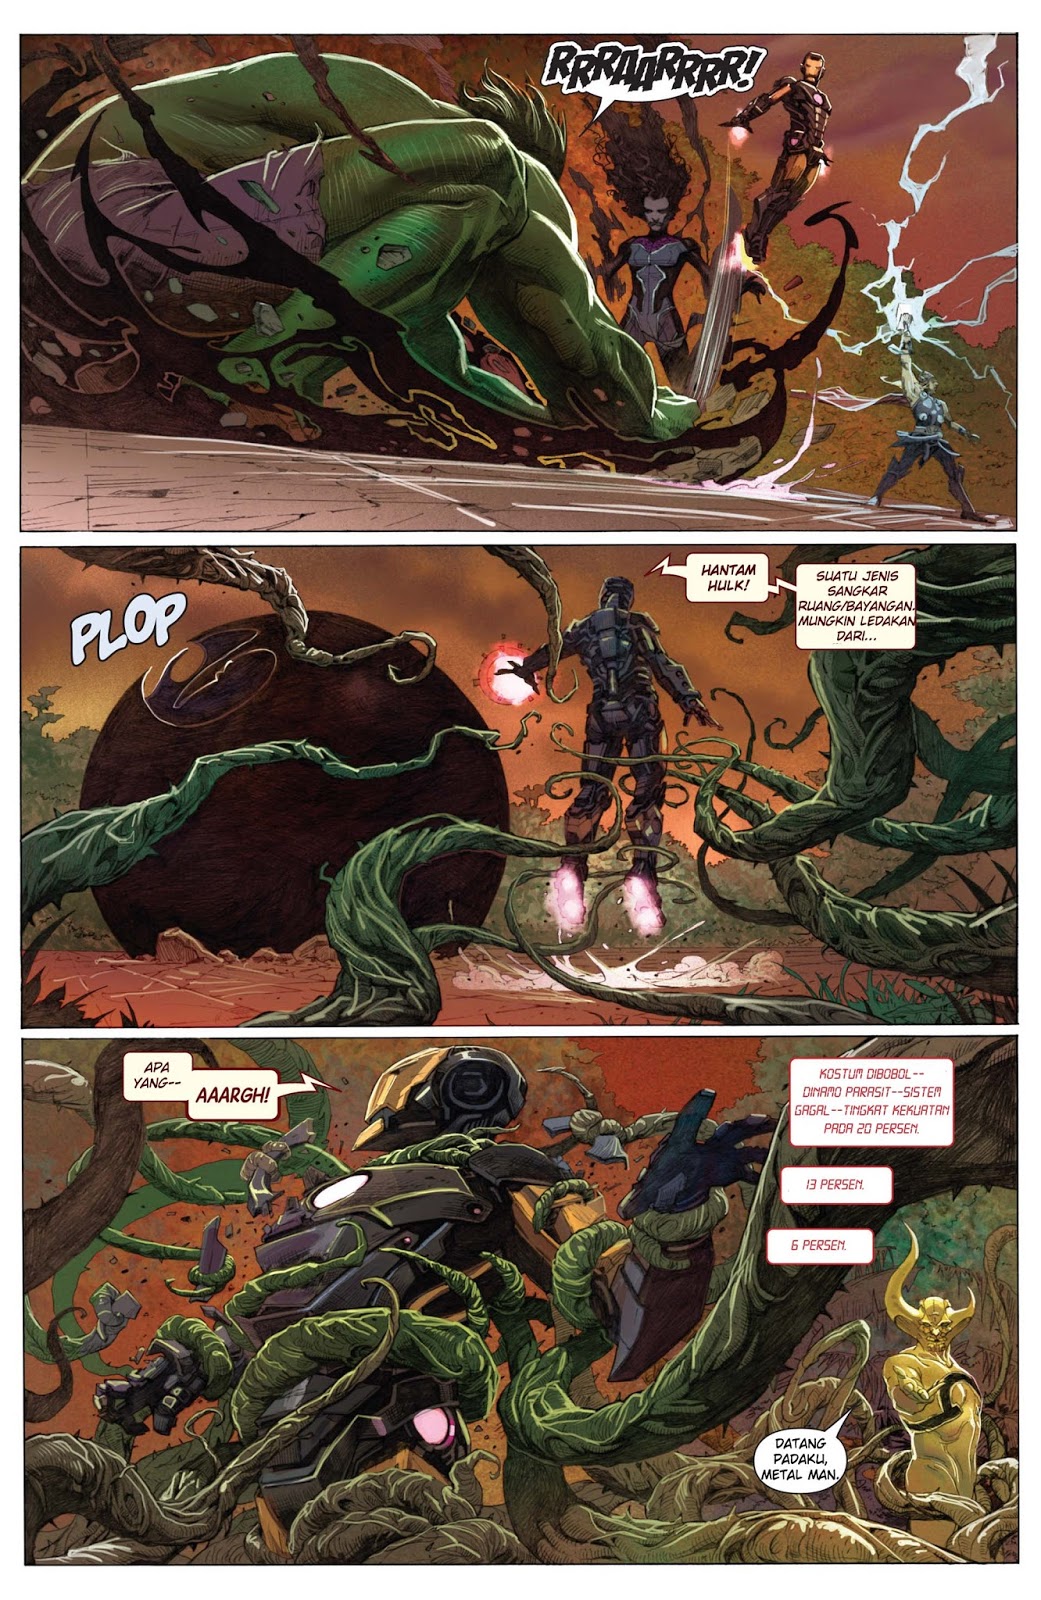 RRRAAARRRR!
PLOP
HANTAM
HULK!
SUATU JENIS
SANGKAR
RUANG/BAYANGAN.
MUNGKIN LEDAKAN
DARI...
APA
YANG--
AAARGH!
KOSTUM DIBOBOL--
DINAMO PARASIT--SISTEM
GAGAL--TINGKAT KEKUATAN
PADA 20 PERSEN.
13 PERSEN.
6 PERSEN.
DATANG
PADAKU,
METAL MAN.